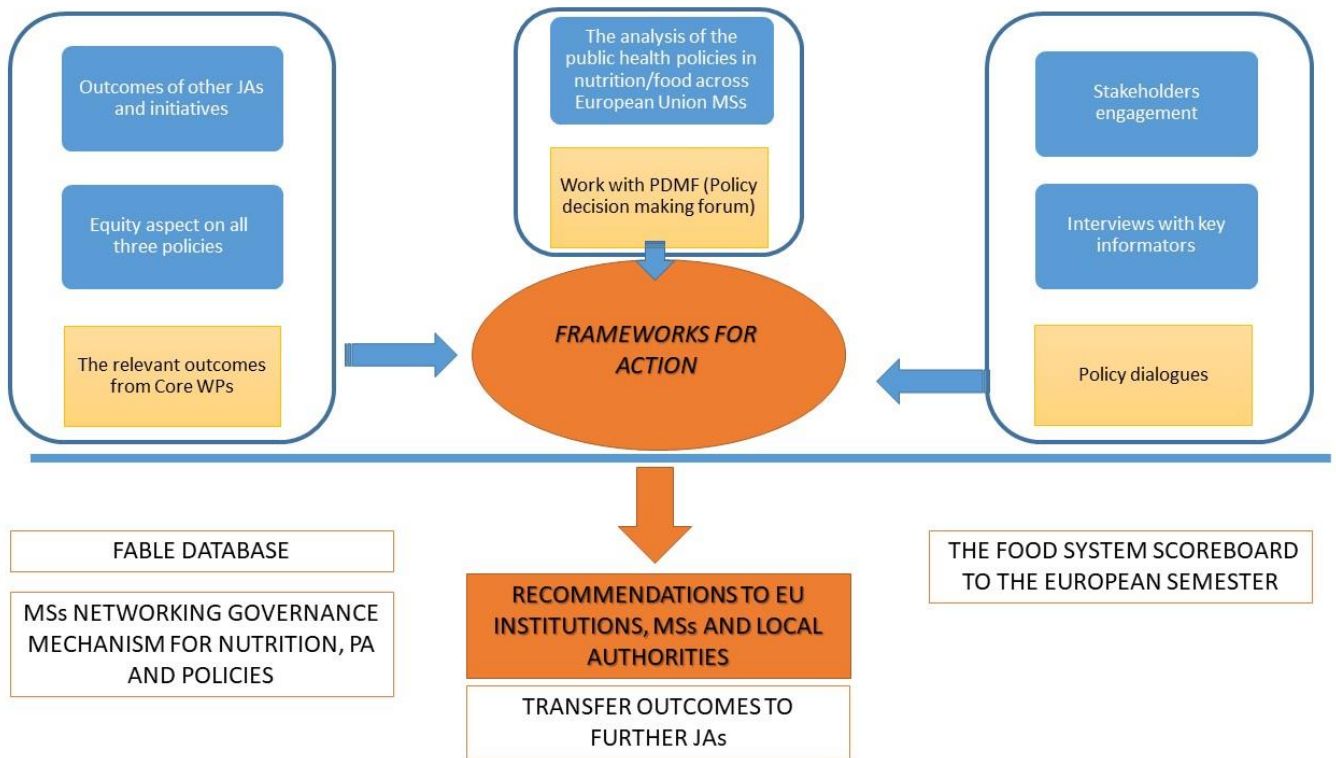 Outcomes of other JAs
and initiatives
Equity aspect on all
three policies
The relevant outcomes
from Core WPs
The analysis of the
public health policies in
nutrition/food across
European Union MSs
Work with PDMF (Policy
decision making forum)
Stakeholders
engagement
Interviews with key
informators
Policy dialogues
FRAMEWORKS FOR
ACTION
FABLE DATABASE
MSs NETWORKING GOVERNANCE
MECHANISM FOR NUTRITION, PA
AND POLICIES
RECOMMENDATIONS TO EU
INSTITUTIONS, MSs AND LOCAL
AUTHORITIES
TRANSFER OUTCOMES TO
FURTHER JAs
THE FOOD SYSTEM SCOREBOARD
TO THE EUROPEAN SEMESTER